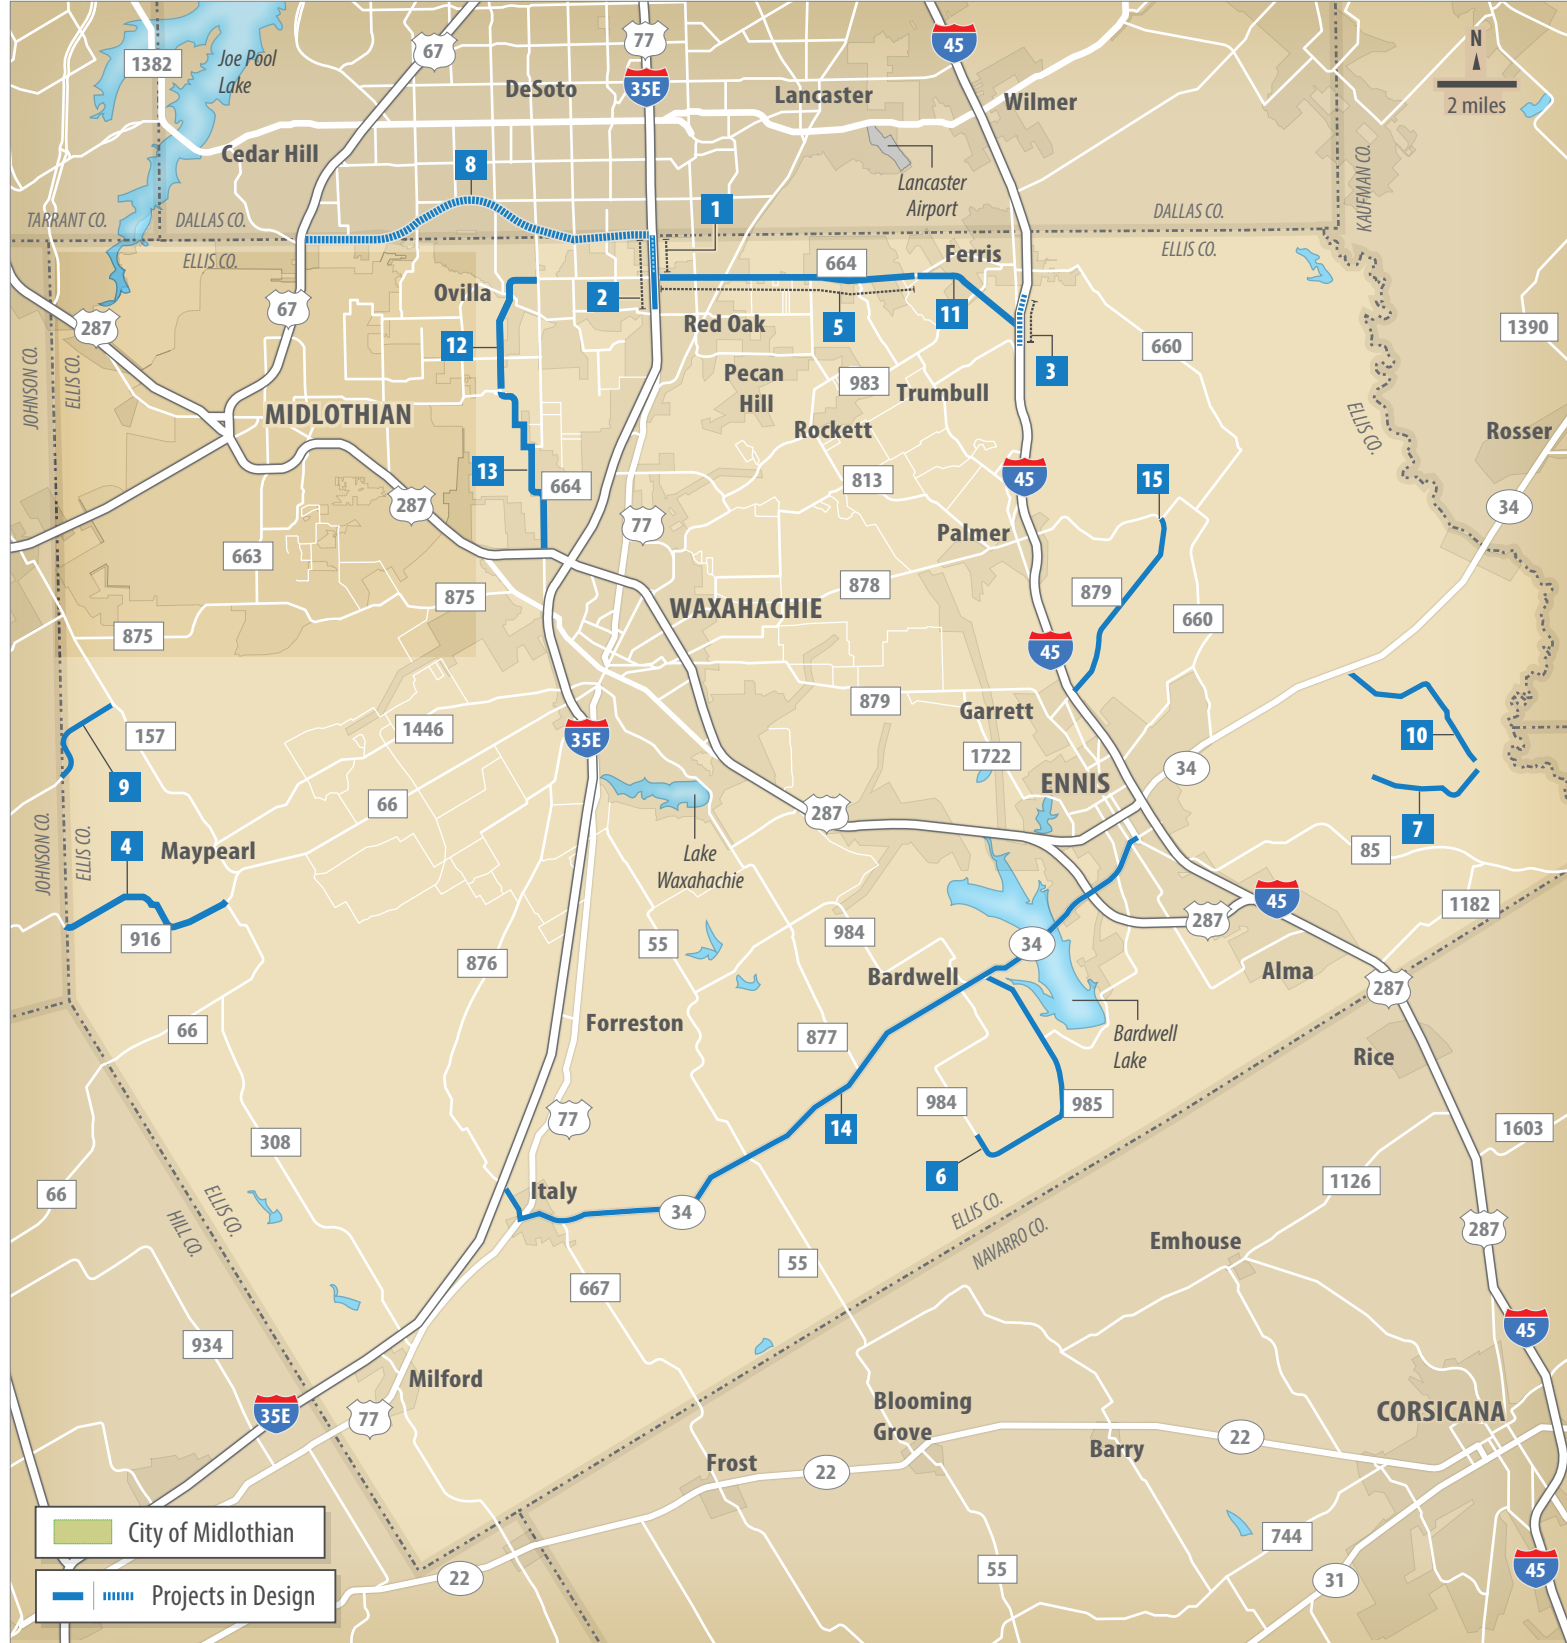 77
67
45
N
1382
Joe Pool
Lake
DeSoto
35E
Lancaster
Wilmer
2 miles
Cedar Hill
8
Lancaster
Airport
KAUFMAN CO.
1
TARRANT CO.
DALLAS CO.
DALLAS CO.
ELLIS CO.
ELLIS CO.
Ferris
664
Ovilla
2
67
287
Red Oak
5
11
12
660
1390
3
JOHNSON CO.
ELLIS CO.
Pecan
Hill
983
Trumbull
MIDLOTHIAN
Rockett
ELLIS CO.
Rosser
13
664
813
45
15
287
77
34
Palmer
663
875
878
879
WAXAHACHIE
660
875
45
879
Garrett
157
1446
35E
10
1722
34
9
66
ENNIS
287
7
JOHNSON CO.
ELLIS CO.
4
Maypearl
Lake
Waxahachie
85
45
1182
287
916
55
984
34
876
Bardwell
Alma
287
66
Forreston
877
Bardwell
Lake
Rice
77
984
985
14
308
1603
66
6
1126
Italy
34
ELLIS CO.
HILL CO.
ELLIS CO.
NAVARRO CO.
Emhouse
287
55
667
45
934
Milford
35E
77
Blooming
Grove
CORSICANA
22
Barry
Frost
22
City of Midlothian
744
45
55
22
31
Projects in Design